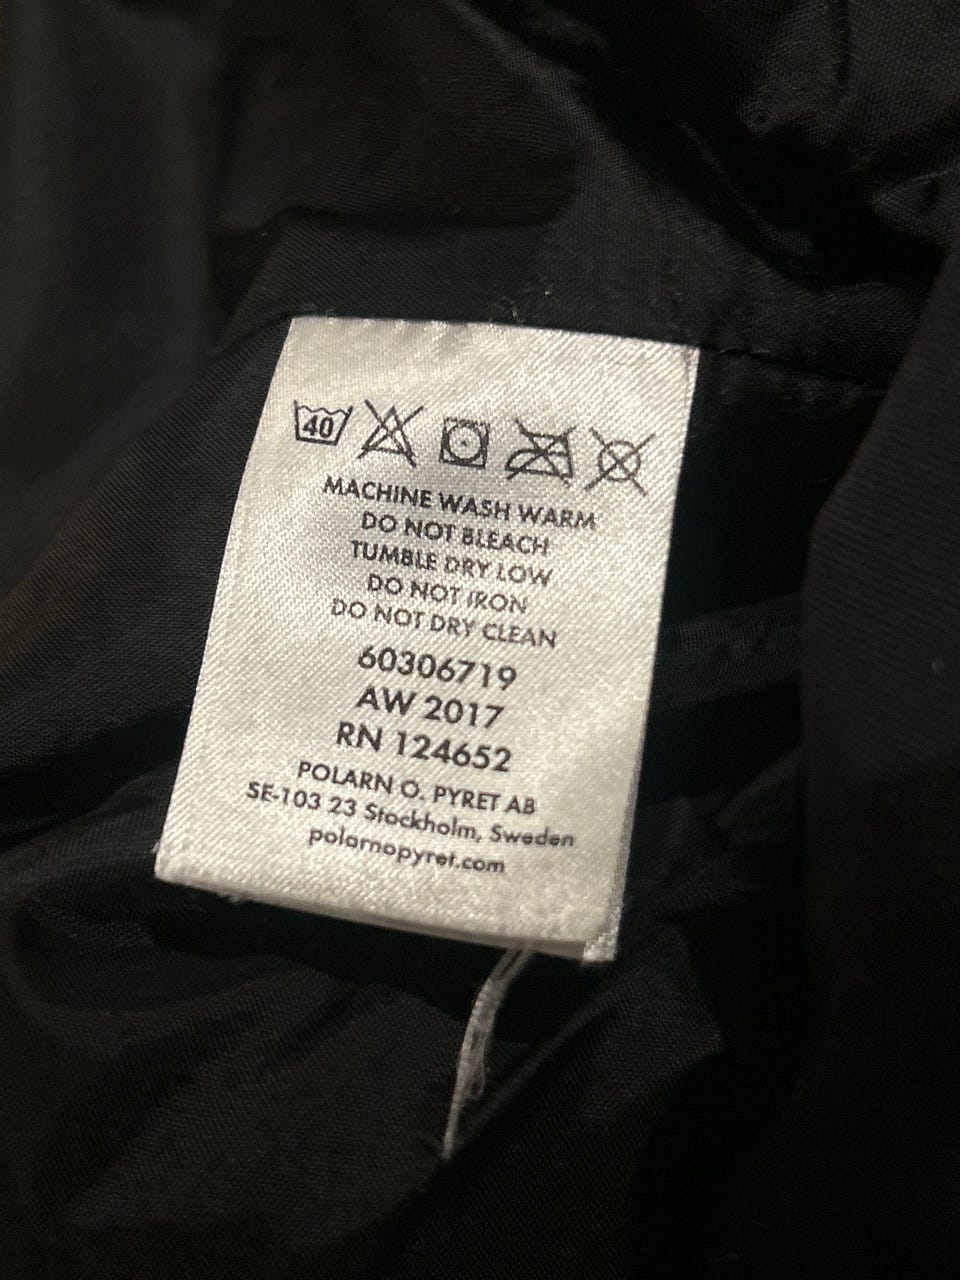 40
MACHINE WASH WARM
DO NOT BLEACH
TUMBLE DRY LOW
DO NOT IRON
DO NOT DRY CLEAN
60306719
AW 2017
RN 124652
POLARN O. PYRET AB
SE-103 23 Stockholm, Sweden
polarnopyret.com